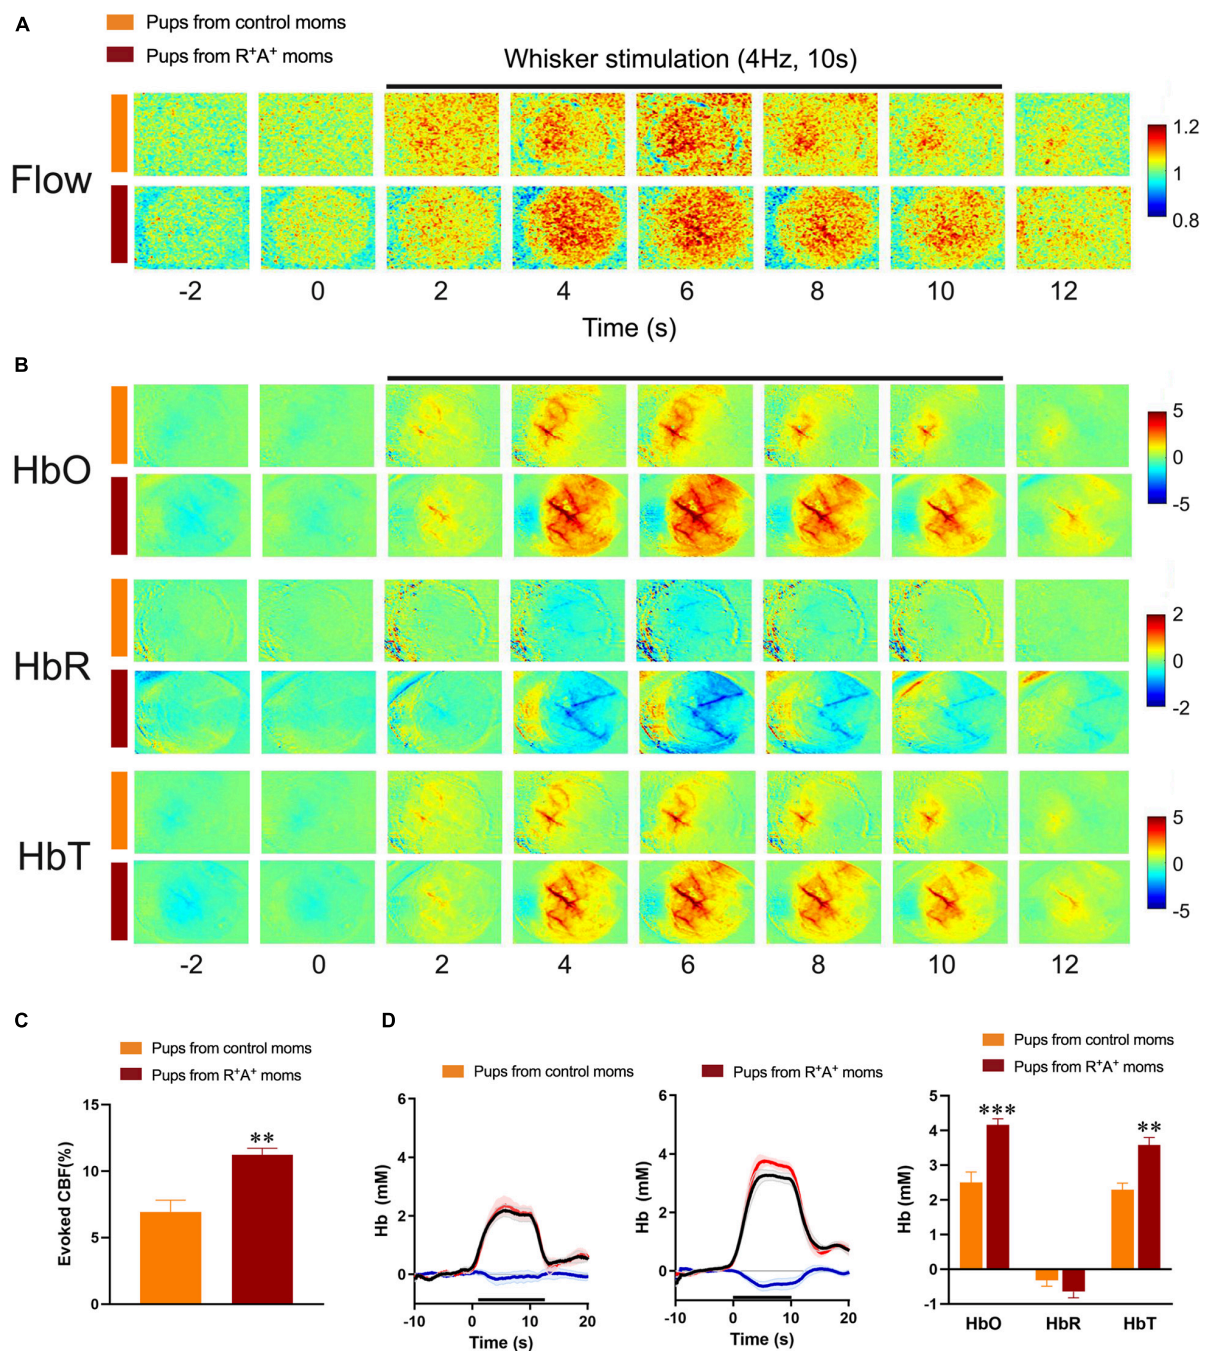 A
Pups from control moms
Pups from R⁺A⁺ moms
Whisker stimulation (4Hz, 10s)
Flow
1.2
1
0.8
-2 0 2 4 6 8 10 12
Time (s)
B
HbO
5
0
-5
HbR
2
0
-2
HbT
5
0
-5
-2 0 2 4 6 8 10 12
C
Pups from control moms
Pups from R⁺A⁺ moms
Evoked CBF(%)
15
10
5
0
**
D
Pups from control moms
Hb (mM)
6
4
2
0
-10 0 10 20
Time (s)
Pups from R⁺A⁺ moms
Hb (mM)
6
4
2
0
-10 0 10 20
Time (s)
Pups from control moms
Pups from R⁺A⁺ moms
Hb (mM)
5
4
3
2
1
0
-1
***
**
HbO HbR HbT